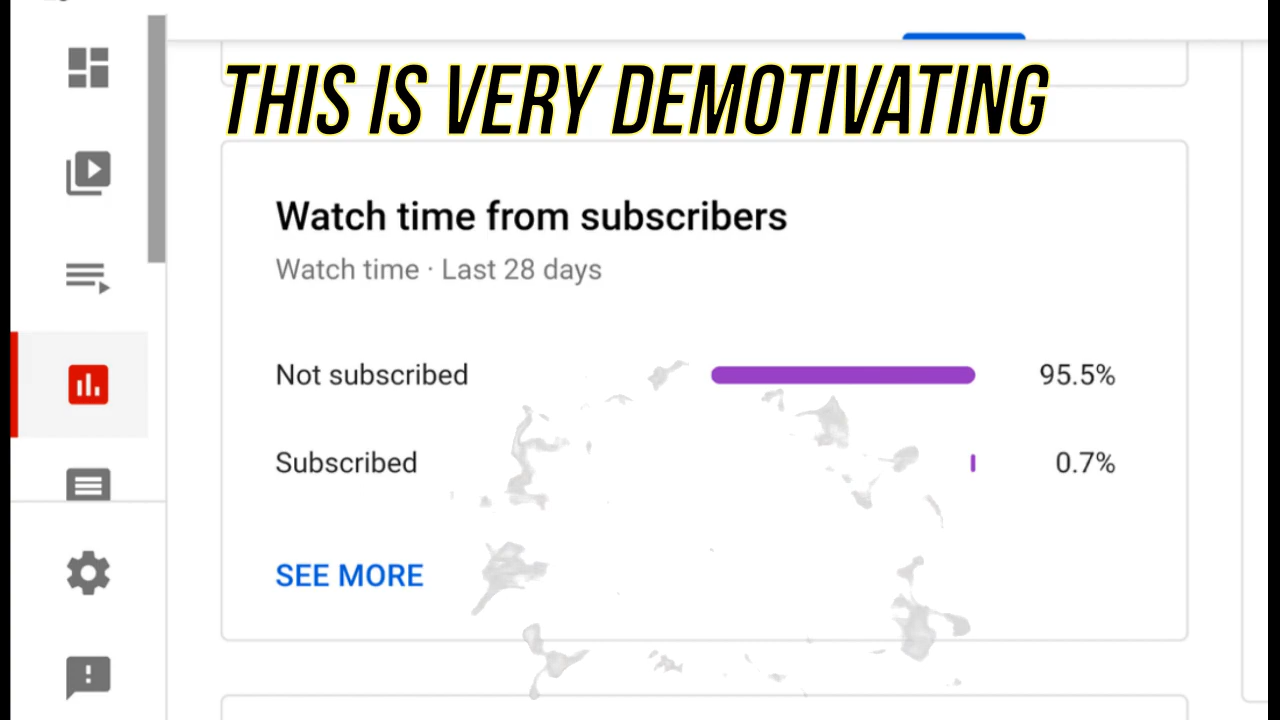 THIS IS VERY DEMOTIVATING
Watch time from subscribers
Watch time · Last 28 days
Not subscribed 95.5%
Subscribed 0.7%
SEE MORE